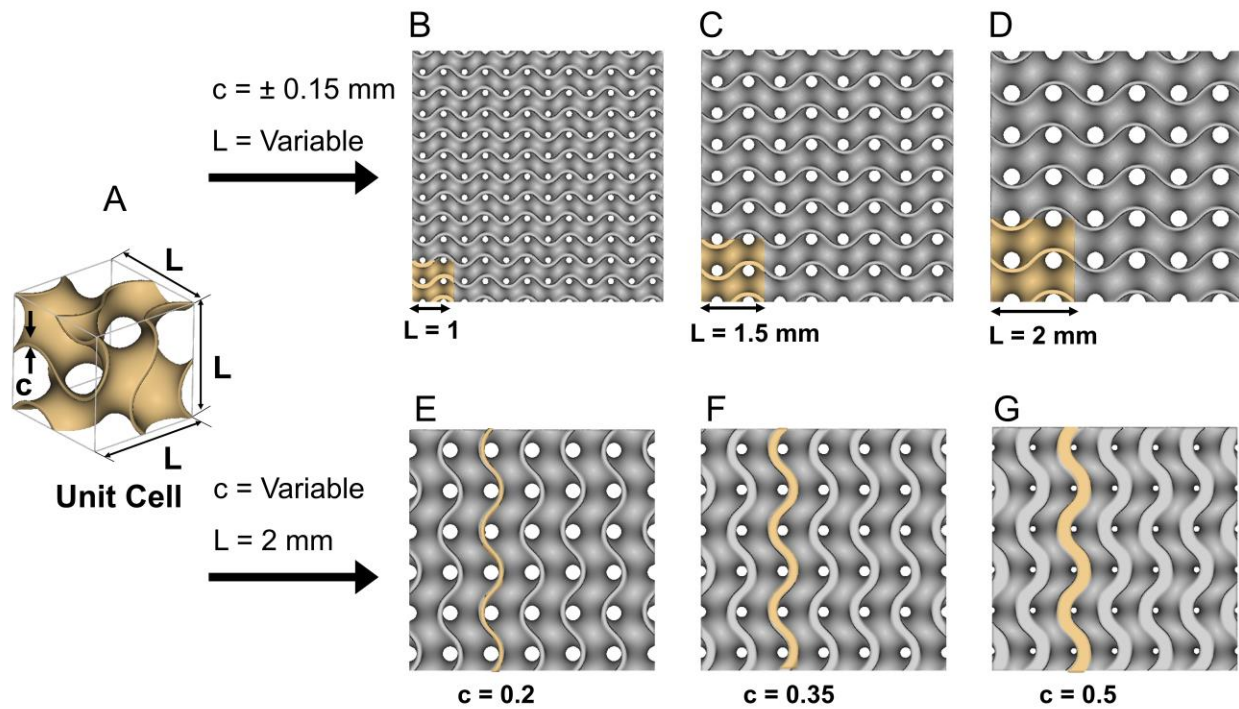 A
L
L
L
c
Unit Cell
c = ± 0.15 mm
L = Variable
B
L = 1
C
L = 1.5 mm
D
L = 2 mm
c = Variable
L = 2 mm
E
c = 0.2
F
c = 0.35
G
c = 0.5